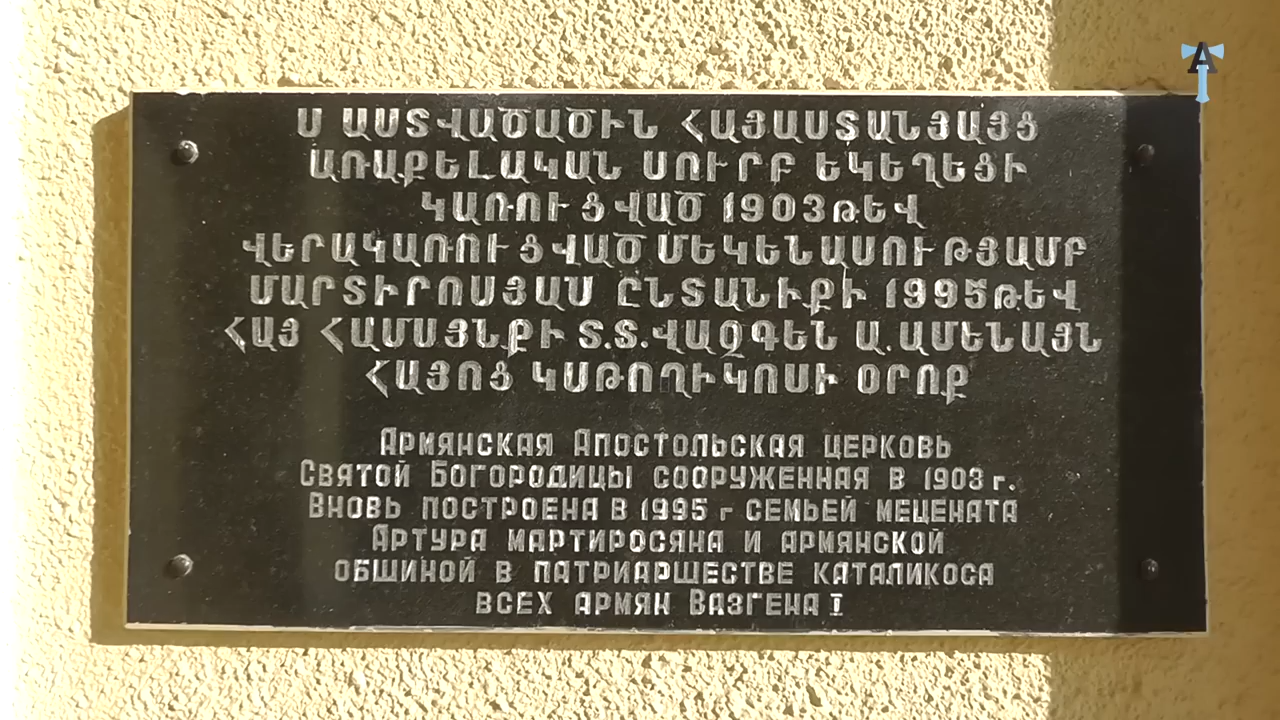 Ս ԱՍՏՎԱԾԱԾԻՆ ՀԱՅԱՍՏԱՆՅԱՅՑ
ԱՌԱՔԵԼԱԿԱՆ ՍՈՒՐԲ ԵԿԵՂԵՑԻ
ԿԱՌՈՒՑՎԱԾ 1903ԹԵՎ
ՎԵՐԱԿԱՌՈՒՑՎԱԾ ՄԵԿԵՆԱՍՈՒԹՅԱՄԲ
ՄԱՐՏԻՐՈՍՅԱՍ ԸՆՏԱՆԻՔԻ 1995ԹԵՎ
ՀԱՅ ՀԱՄԱՅՆՔԻ Տ.Տ.ՎԱԶԳԵՆ Ա.ԱՄԵՆԱՅՆ
ՀԱՅՈՑ ԿԱԹՈՂԻԿՈՍԻ ՕՐՈՔ
Армянская Апостольская церковь
Святой Богородицы сооруженная в 1903 г.
Вновь построена в 1995 г семьей мецената
Артура мартиросяна и армянской
обшиной в патриаршестве каталикоса
всех армян Вазгена I